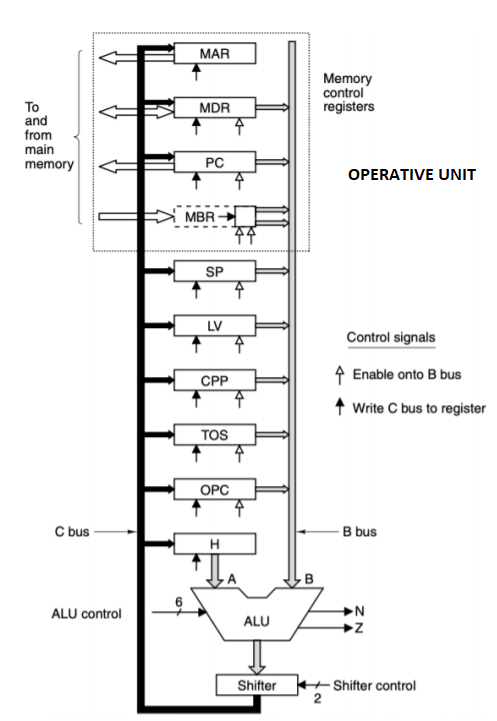 MAR
Memory
control
registers
To
and
from
main
memory
MDR
PC
OPERATIVE UNIT
MBR
SP
LV
Control signals
CPP
Enable onto B bus
Write C bus to register
TOS
OPC
C bus
B bus
H
A
B
6
ALU control
ALU
N
Z
Shifter
Shifter control
2